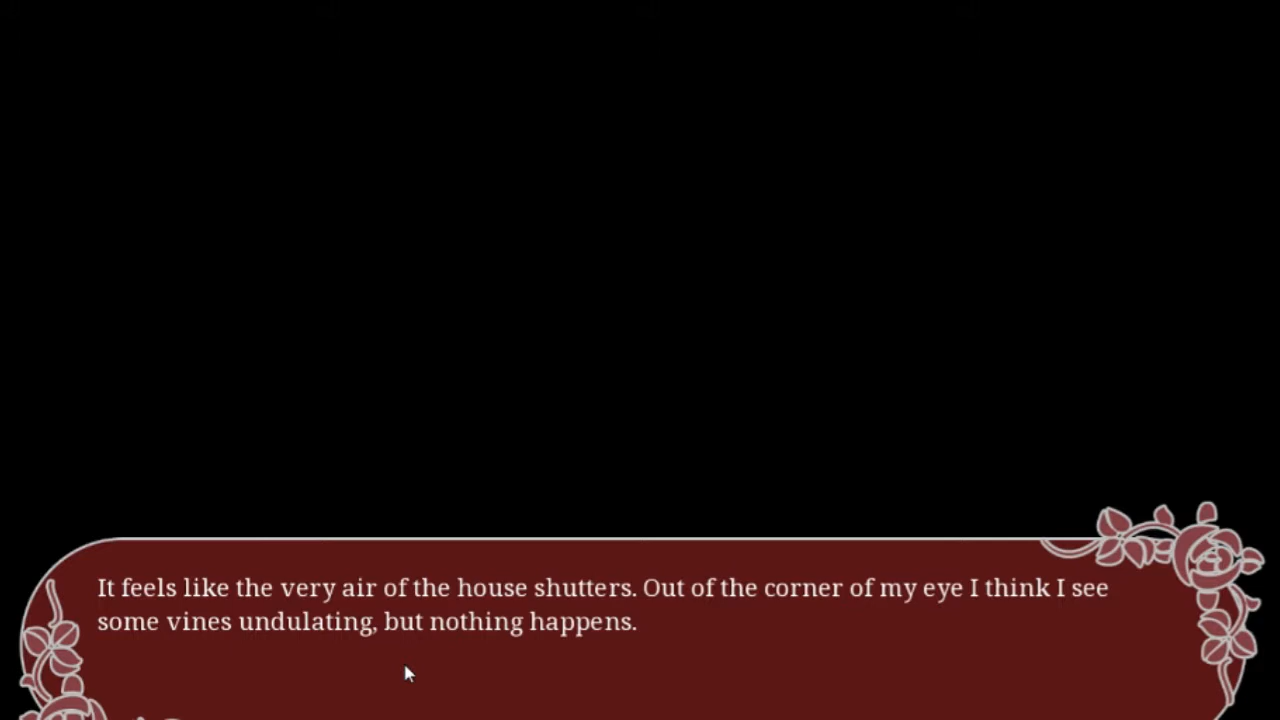 It feels like the very air of the house shutters. Out of the corner of my eye I think I see
some vines undulating, but nothing happens.